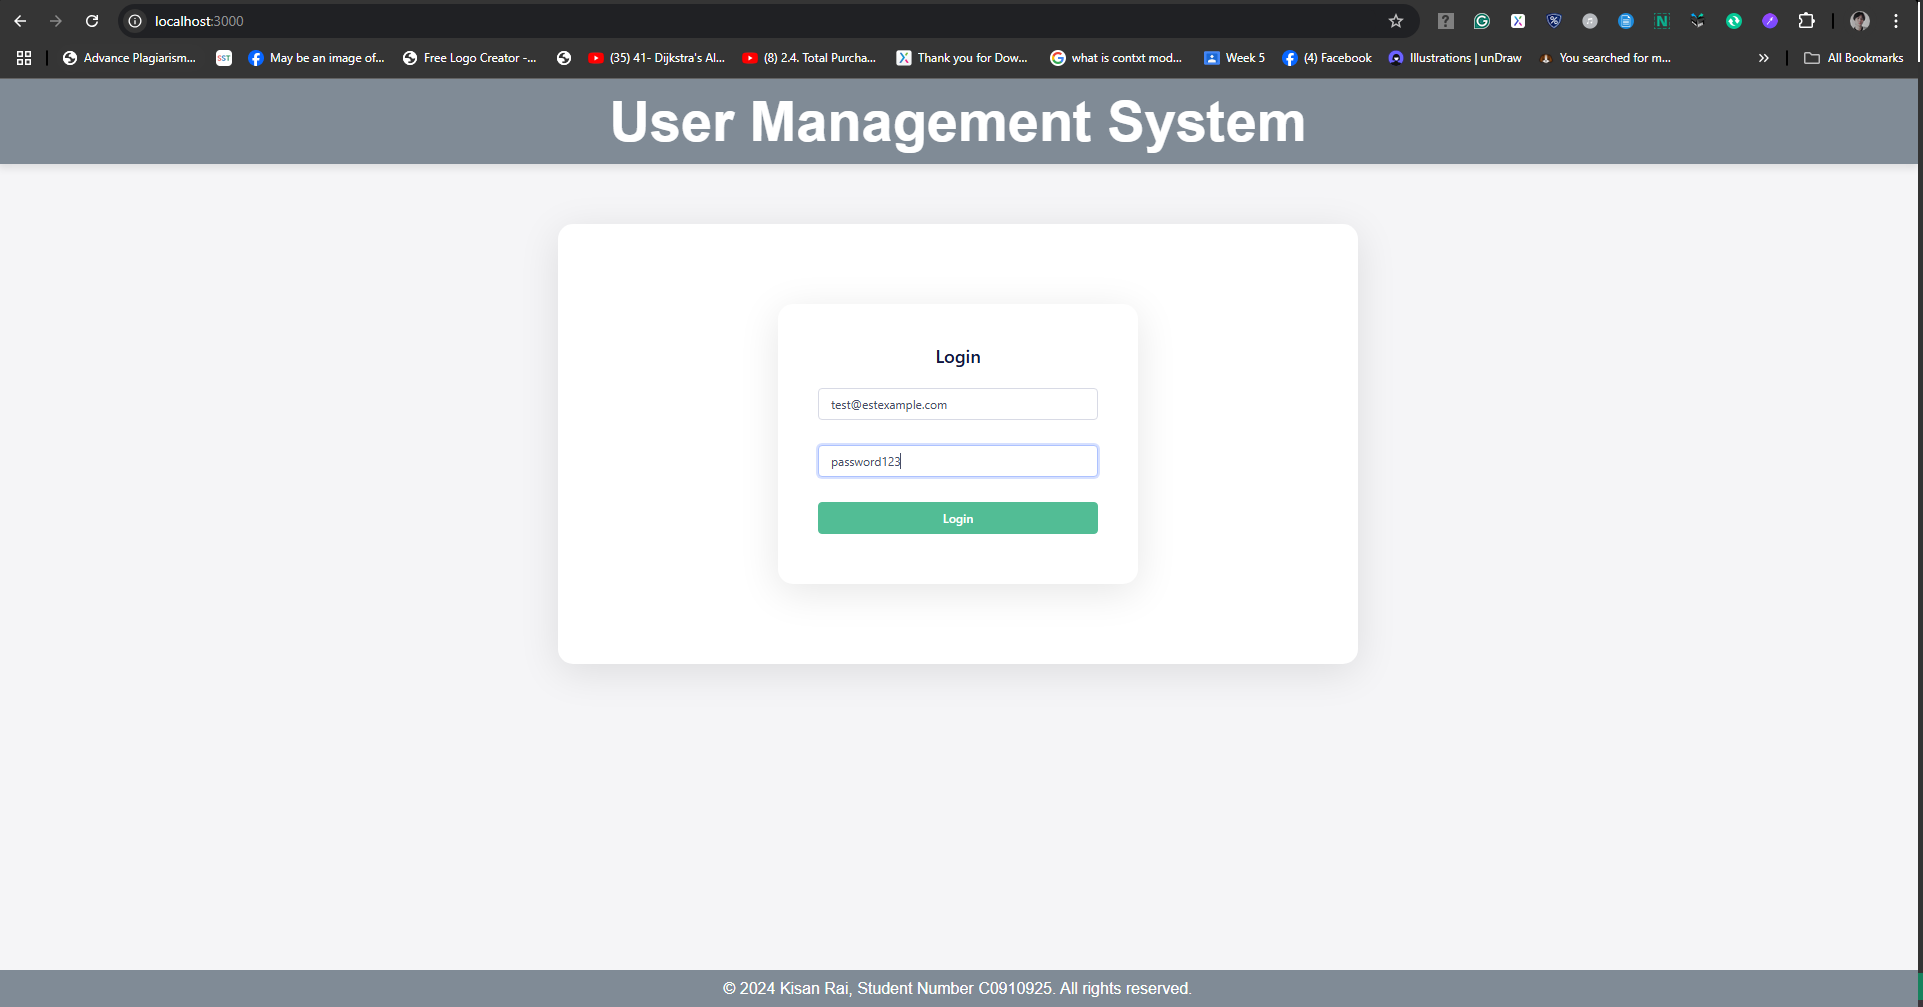 localhost:3000
Advance Plagiarism... SST May be an image of... Free Logo Creator -... (35) 41- Dijkstra's Al... (8) 2.4. Total Purcha... Thank you for Dow... what is contxt mod... Week 5 (4) Facebook Illustrations | unDraw You searched for m... » All Bookmarks
User Management System
Login
test@estexample.com
password123
Login
© 2024 Kisan Rai, Student Number C0910925. All rights reserved.